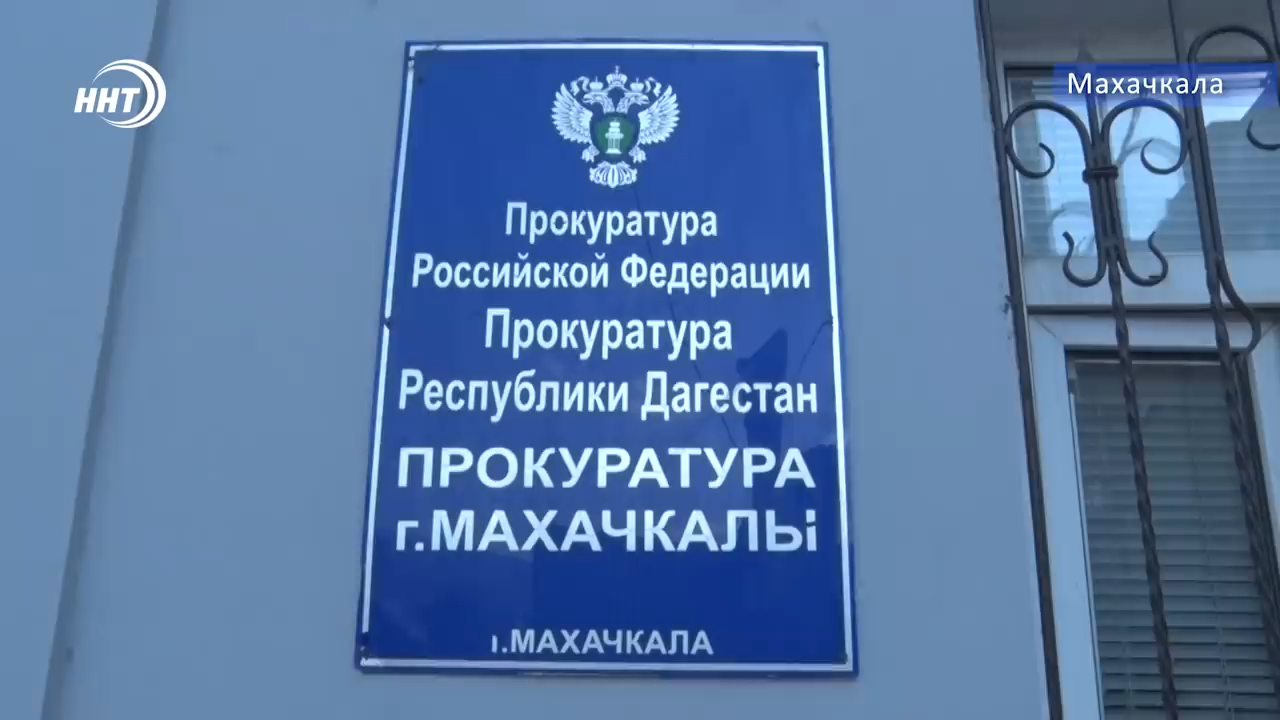 ННТ
Махачкала
Прокуратура
Российской Федерации
Прокуратура
Республики Дагестан
ПРОКУРАТУРА
г.МАХАЧКАЛЫ
г.МАХАЧКАЛА